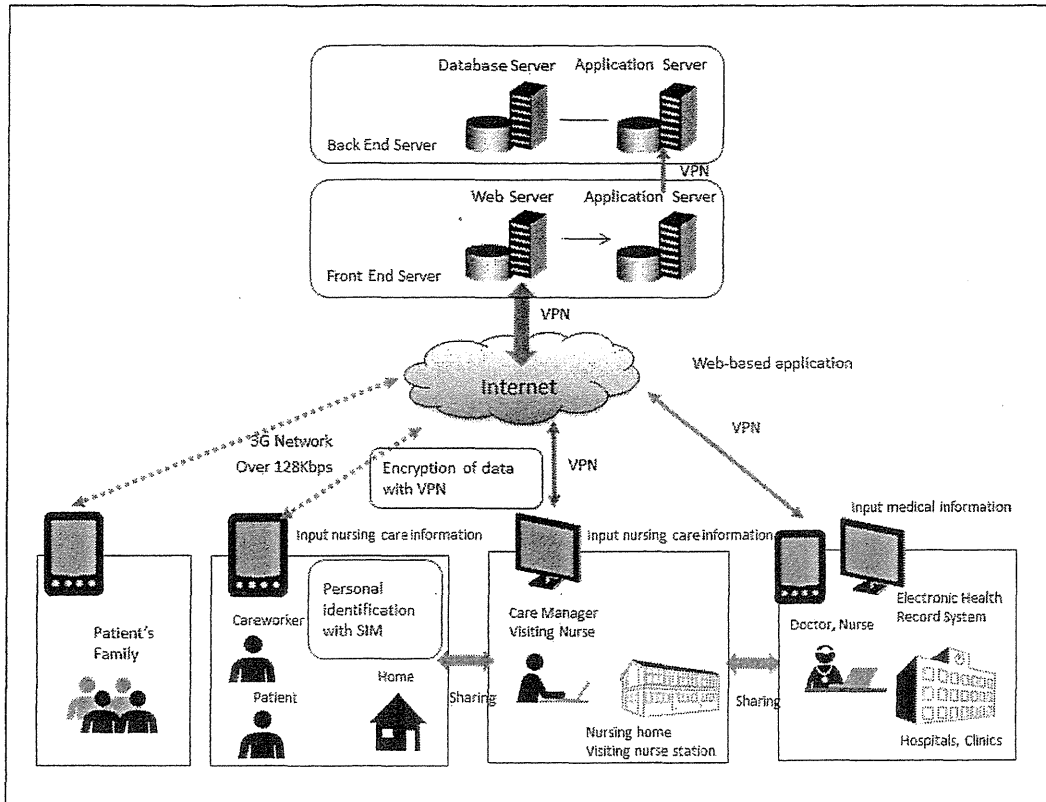 Database Server
Application Server
Back End Server
VPN
Web Server
Application Server
Front End Server
VPN
Internet
Web-based application
3G Network
Over 128Kbps
Encryption of data
with VPN
VPN
VPN
Input nursing care information
Input nursing care information
Input medical information
Patient's
Family
Careworker
Personal
identification
with SIM
Patient
Home
Sharing
Care Manager
Visiting Nurse
Nursing home
Visiting nurse station
Sharing
Doctor, Nurse
Electronic Health
Record System
Hospitals, Clinics